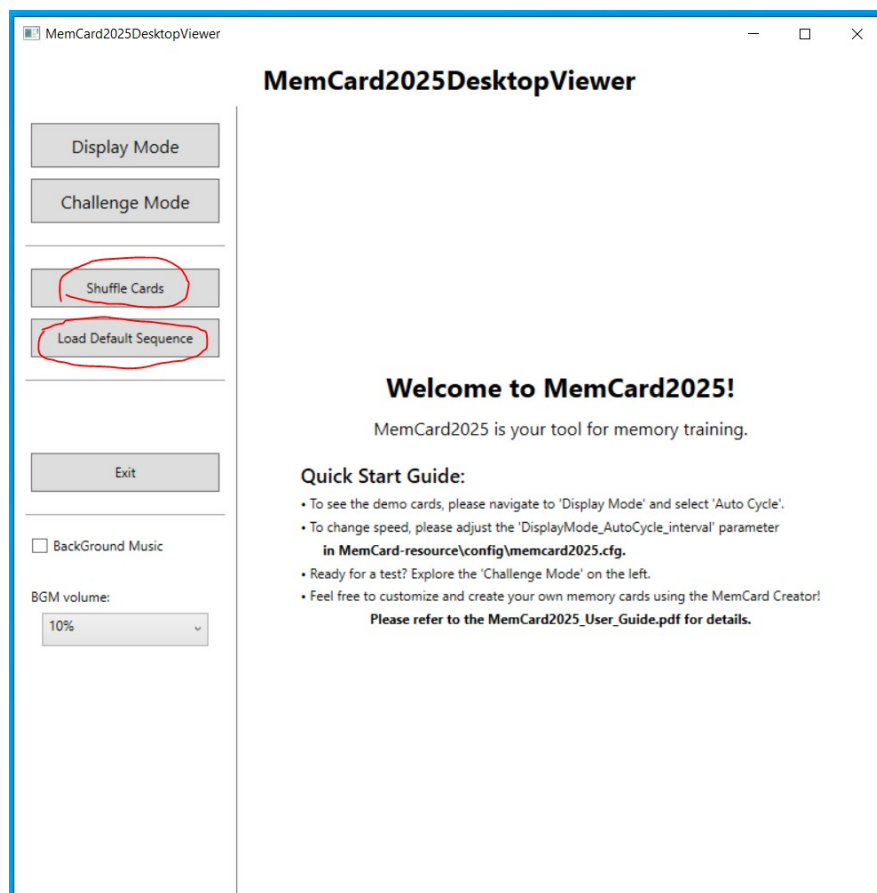 MemCard2025DesktopViewer
MemCard2025DesktopViewer
Display Mode
Challenge Mode
Shuffle Cards
Load Default Sequence
Exit
BackGround Music
BGM volume:
10%
Welcome to MemCard2025!
MemCard2025 is your tool for memory training.
Quick Start Guide:
• To see the demo cards, please navigate to 'Display Mode' and select 'Auto Cycle'.
• To change speed, please adjust the 'DisplayMode_AutoCycle_interval' parameter
in MemCard-resource\config\memcard2025.cfg.
• Ready for a test? Explore the 'Challenge Mode' on the left.
• Feel free to customize and create your own memory cards using the MemCard Creator!
Please refer to the MemCard2025_User_Guide.pdf for details.